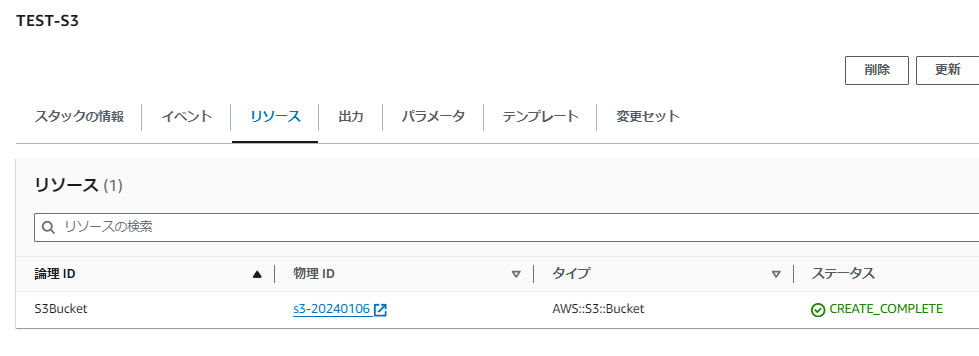 TEST-S3
削除 更新
スタックの情報 イベント リソース 出力 パラメータ テンプレート 変更セット
リソース (1)
リソースの検索
論理 ID 物理 ID タイプ ステータス
S3Bucket s3-20240106 AWS::S3::Bucket CREATE_COMPLETE